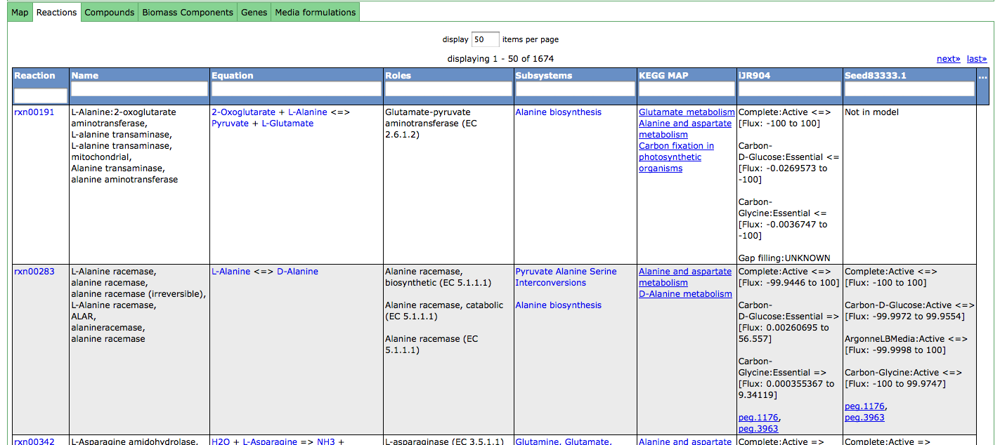 Map Reactions Compounds Biomass Components Genes Media formulations
display 50 items per page
displaying 1 - 50 of 1674
next» last»
Reaction Name Equation Roles Subsystems KEGG MAP iJR904 Seed83333.1 ...
rxn00191
L-Alanine:2-oxoglutarate
aminotransferase,
L-alanine transaminase,
L-alanine transaminase,
mitochondrial,
Alanine transaminase,
alanine aminotransferase
2-Oxoglutarate + L-Alanine <=>
Pyruvate + L-Glutamate
Glutamate-pyruvate
aminotransferase (EC
2.6.1.2)
Alanine biosynthesis
Glutamate metabolism
Alanine and aspartate
metabolism
Carbon fixation in
photosynthetic
organisms
Complete:Active <=>
[Flux: -100 to 100]
Carbon-
D-Glucose:Essential <=
[Flux: -0.0269573 to
-100]
Carbon-
Glycine:Essential <=
[Flux: -0.0036747 to
-100]
Gap filling:UNKNOWN
Not in model
rxn00283
L-Alanine racemase,
alanine racemase,
alanine racemase (irreversible),
L-Alanine racemase,
ALAR,
alanineracemase,
alanine racemase
L-Alanine <=> D-Alanine
Alanine racemase,
biosynthetic (EC 5.1.1.1)
Alanine racemase, catabolic
(EC 5.1.1.1)
Alanine racemase (EC
5.1.1.1)
Pyruvate Alanine Serine
Interconversions
Alanine biosynthesis
Alanine and aspartate
metabolism
D-Alanine metabolism
Complete:Active <=>
[Flux: -99.9446 to 100]
Carbon-
D-Glucose:Essential =>
[Flux: 0.00260695 to
56.557]
Carbon-
Glycine:Essential =>
[Flux: 0.000355367 to
9.34119]
peg.1176,
peg.3963
Complete:Active <=>
[Flux: -100 to 100]
Carbon-D-Glucose:Active <=>
[Flux: -99.9972 to 99.9554]
ArgonneLBMedia:Active <=>
[Flux: -99.9998 to 100]
Carbon-Glycine:Active <=>
[Flux: -100 to 99.9747]
peg.1176,
peg.3963
rxn00342
L-Asparagine amidohydrolase,
H2O + L-Asparagine => NH3 +
L-asparaginase (EC 3.5.1.1)
Glutamine, Glutamate,
Alanine and aspartate
Complete:Active =>
Complete:Active =>